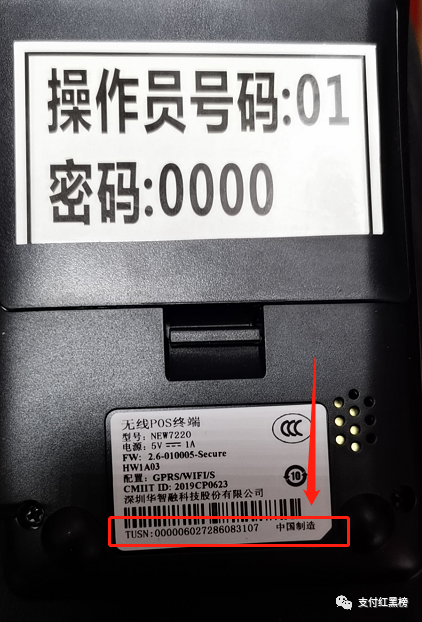 操作员号码:01
密码:0000
无线POS终端
型号: NEW7220
电源: 5V⎓1A
FW: 2.6-010005-Secure
HW1A03
配置: GPRS/WIFI/S
CMIIT ID: 2019CP0623
深圳华智融科技股份有限公司
TUSN:000006027286083107 中国制造
CCC
10
支付红黑榜